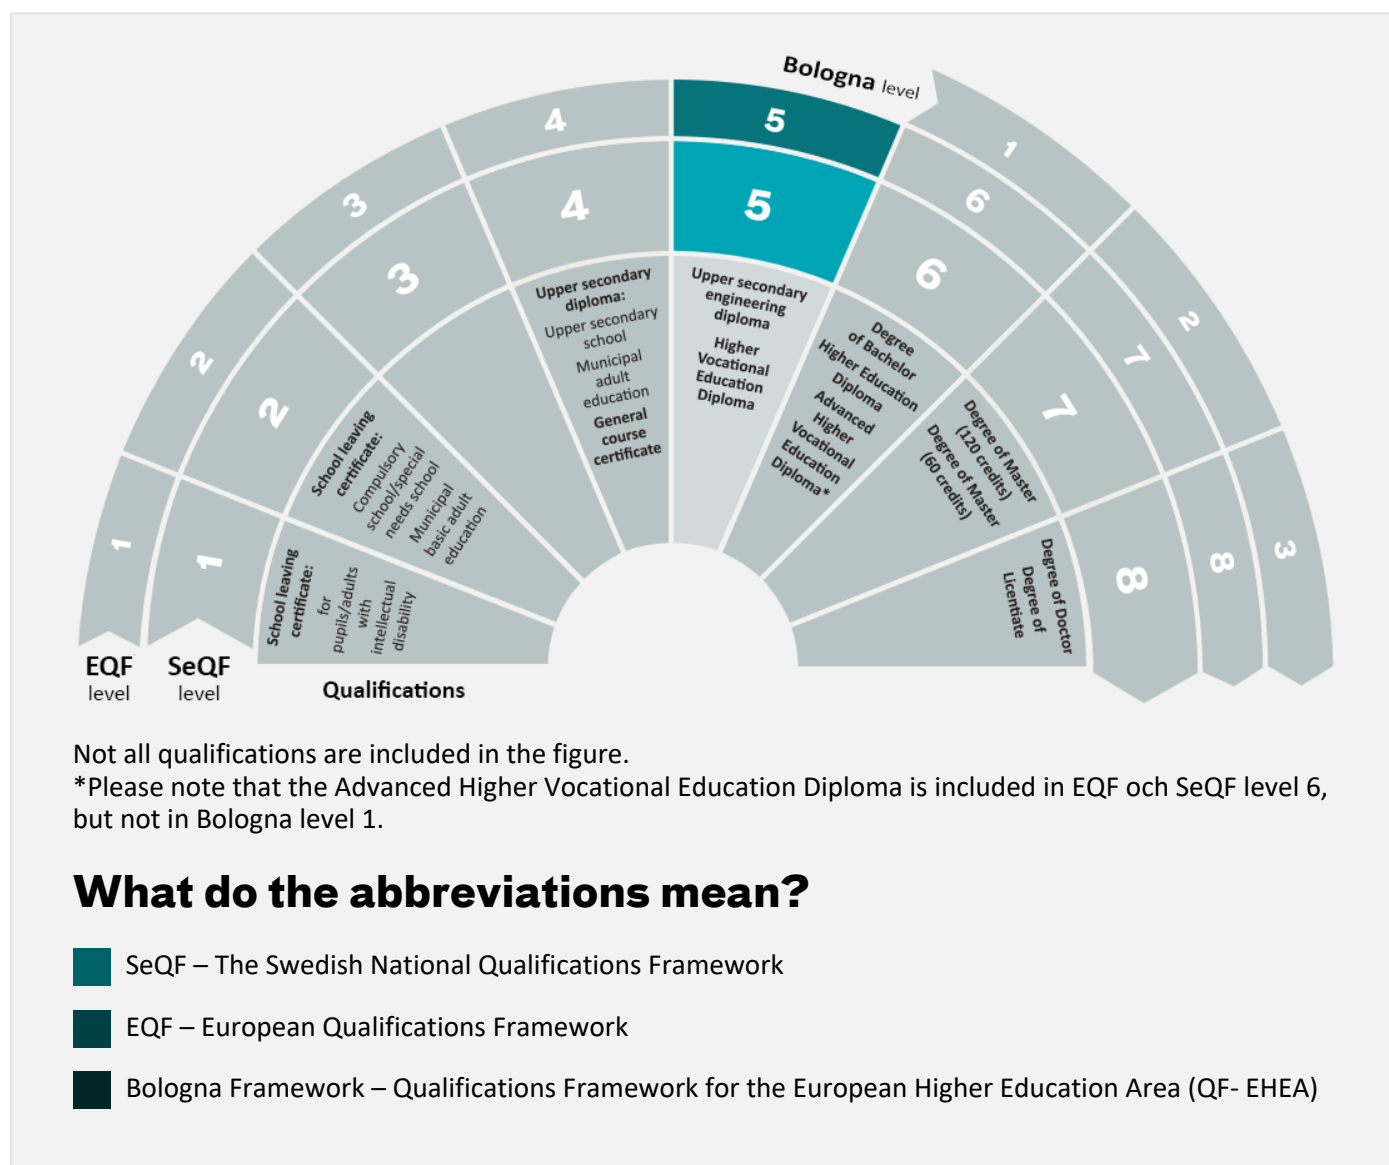 Bologna level
1
2
3
4
5
1
2
3
6
7
8
1
2
3
4
5
6
7
8
School leaving
certificate:
for
pupils/adults
with
intellectual
disability
School leaving
certificate:
Compulsory
school/special
needs school
Municipal
basic adult
education
Upper secondary
diploma:
Upper secondary
school
Municipal
adult
education
General
course
certificate
Upper secondary
engineering
diploma
Higher
Vocational
Education
Diploma
Degree
of Bachelor
Higher Education
Diploma
Advanced
Higher
Vocational
Education
Diploma*
Degree of Master
(120 credits)
Degree of Master
(60 credits)
Degree of Doctor
Degree of
Licentiate
EQF
level
SeQF
level
Qualifications
Not all qualifications are included in the figure.
*Please note that the Advanced Higher Vocational Education Diploma is included in EQF och SeQF level 6,
but not in Bologna level 1.
What do the abbreviations mean?
SeQF – The Swedish National Qualifications Framework
EQF – European Qualifications Framework
Bologna Framework – Qualifications Framework for the European Higher Education Area (QF- EHEA)